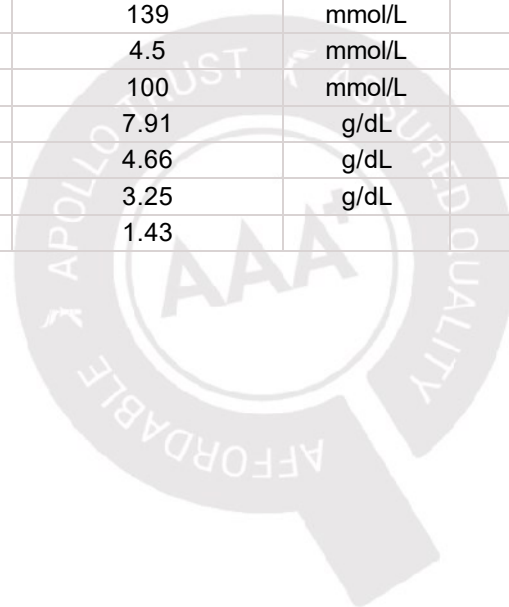 139 mmol/L
4.5 mmol/L
100 mmol/L
7.91 g/dL
4.66 g/dL
3.25 g/dL
1.43
APOLLO TRUST ASSURED QUALITY AFFORDABLE
AAA+